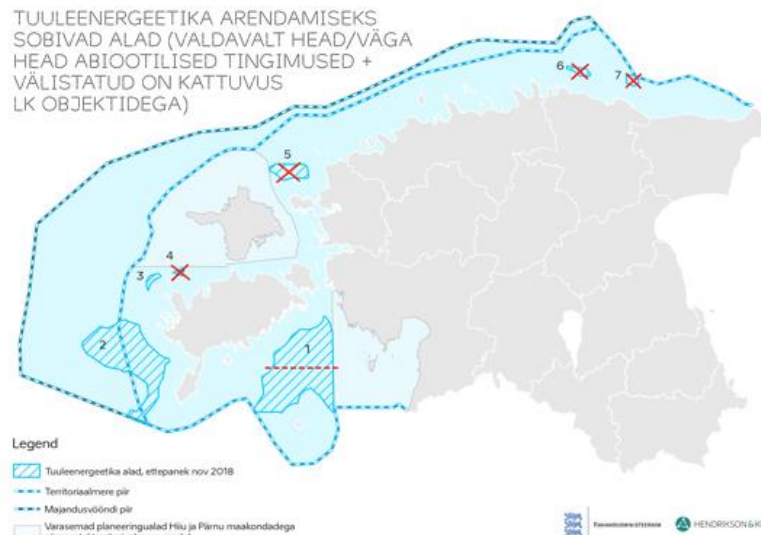 TUULEENERGEETIKA ARENDAMISEKS
SOBIVAD ALAD (VALDAVALT HEAD/VÄGA
HEAD ABIOOTILISED TINGIMUSED +
VÄLISTATUD ON KATTUVUS
LK OBJEKTIDEGA)
6
7
5
4
3
2
1
Legend
Tuuleenergeetika alad, ettepanek nov 2018
Territoriaalmere piir
Majandusvööndi piir
Varasemad planeeringualad Hiiu ja Pärnu maakondadega
HENDRIKSON&K